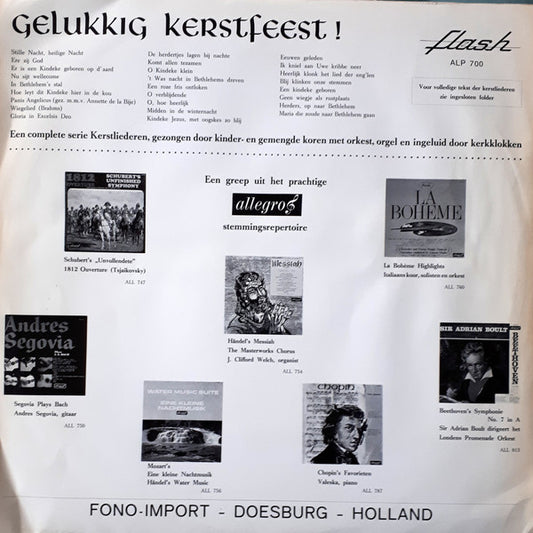 GELUKKIG KERSTFEEST!
flash
ALP 700
Voor volledige tekst der kerstliederen
zie ingesloten folder
Stille Nacht, heilige Nacht
Ere zij God
Er is een Kindeke geboren op d'aard
Nu sijt wellecome
In Bethlehem's stal
Hoe leyt dit Kindeke hier in de kou
Panis Angelicus (gez. m.m.v. Annette de la Bije)
Wiegelied (Brahms)
Gloria in Excelsis Deo
De herdertjes lagen bij nachte
Komt allen tezamen
O Kindeke klein
't Was nacht in Bethlehems dreven
Een roze fris ontloken
O verblijdende
O, hoe heerlijk
Midden in de winternacht
Kindeke Jezus, met oogskes zo blij
Eeuwen geleden
Ik kniel aan Uwe kribbe neer
Heerlijk klonk het lied der eng'len
Blij klinken onze stemmen
Een kindeke geboren
Geen wiegje als rustplaats
Herders, op naar Bethlehem
Maria die zoude naar Bethlehem gaan
Een complete serie Kerstliederen, gezongen door kinder- en gemengde koren met orkest, orgel en ingeluid door kerkklokken
Een greep uit het prachtige
allegro
stemmingsrepertoire
1812
OVERTURE
SCHUBERT'S
UNFINISHED
SYMPHONY
Schubert's „Unvollendete"
1812 Ouverture (Tsjaikovsky)
ALL 747
LA
BOHEME
La Bohème Highlights
Italiaans koor, solisten en orkest
ALL 740
Messiah
Händel's Messiah
The Masterworks Chorus
J. Clifford Welch, organist
ALL 754
Andres
Segovia
Segovia Plays Bach
Andres Segovia, gitaar
ALL 750
WATER MUSIC SUITE
EINE KLEINE
NACHTMUSIK
Mozart's
Eine kleine Nachtmusik
Händel's Water Music
ALL 756
Chopin
Chopin's Favorieten
Valeska, piano
ALL 787
SIR ADRIAN BOULT
BEETHOVEN
Beethoven's Symphonie
No. 7 in A
Sir Adrian Boult dirigeert het
Londens Promenade Orkest
ALL 803
FONO-IMPORT - DOESBURG - HOLLAND